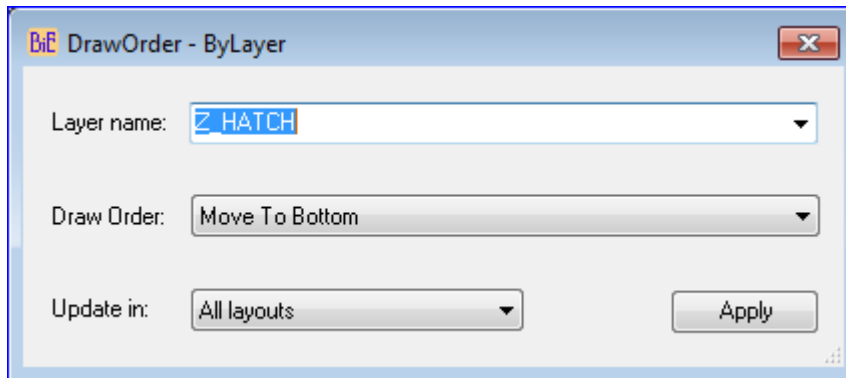 BiE DrawOrder - ByLayer
Layer name: Z_HATCH
Draw Order: Move To Bottom
Update in: All layouts Apply